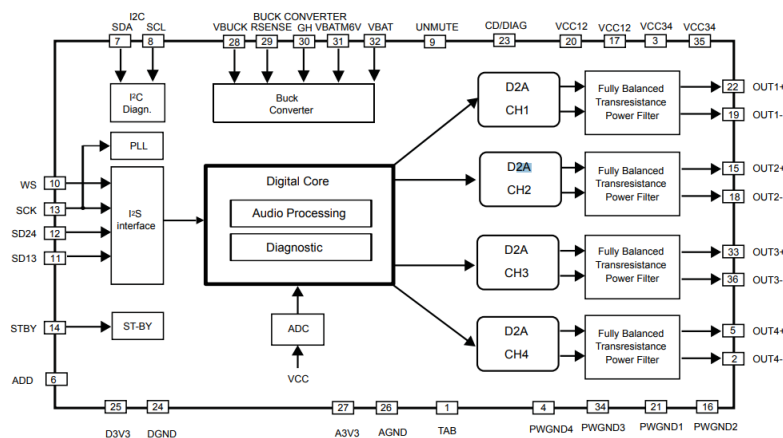 I2C BUCK CONVERTER
SDA SCL VBUCK RSENSE GH VBATM6V VBAT UNMUTE CD/DIAG VCC12 VCC12 VCC34 VCC34
7 8 28 29 30 31 32 9 23 20 17 3 35
I²C
Diagn.
Buck
Converter
PLL
WS 10
SCK 13
SD24 12
SD13 11
I²S
interface
STBY 14
ST-BY
ADD
6
Digital Core
Audio Processing
Diagnostic
ADC
VCC
D2A
CH1
Fully Balanced
Transresistance
Power Filter
22 OUT1+
19 OUT1-
D2A
CH2
Fully Balanced
Transresistance
Power Filter
15 OUT2+
18 OUT2-
D2A
CH3
Fully Balanced
Transresistance
Power Filter
33 OUT3+
36 OUT3-
D2A
CH4
Fully Balanced
Transresistance
Power Filter
5 OUT4+
2 OUT4-
25 24 27 26 1 4 34 21 16
D3V3 DGND A3V3 AGND TAB PWGND4 PWGND3 PWGND1 PWGND2